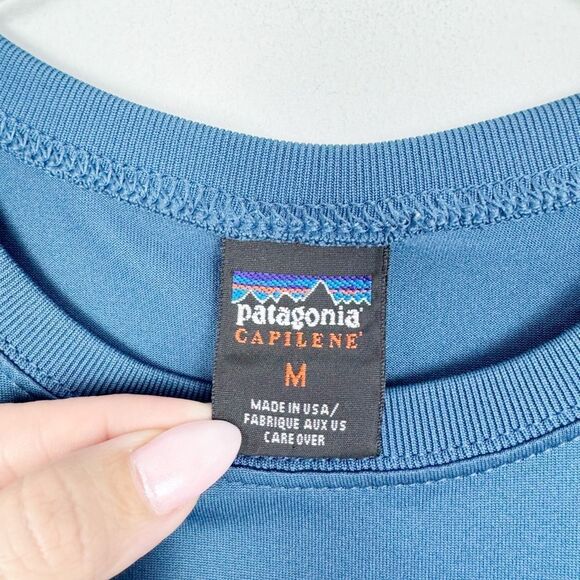 patagonia®
CAPILENE®
M
MADE IN USA/
FABRIQUE AUX US
CARE OVER